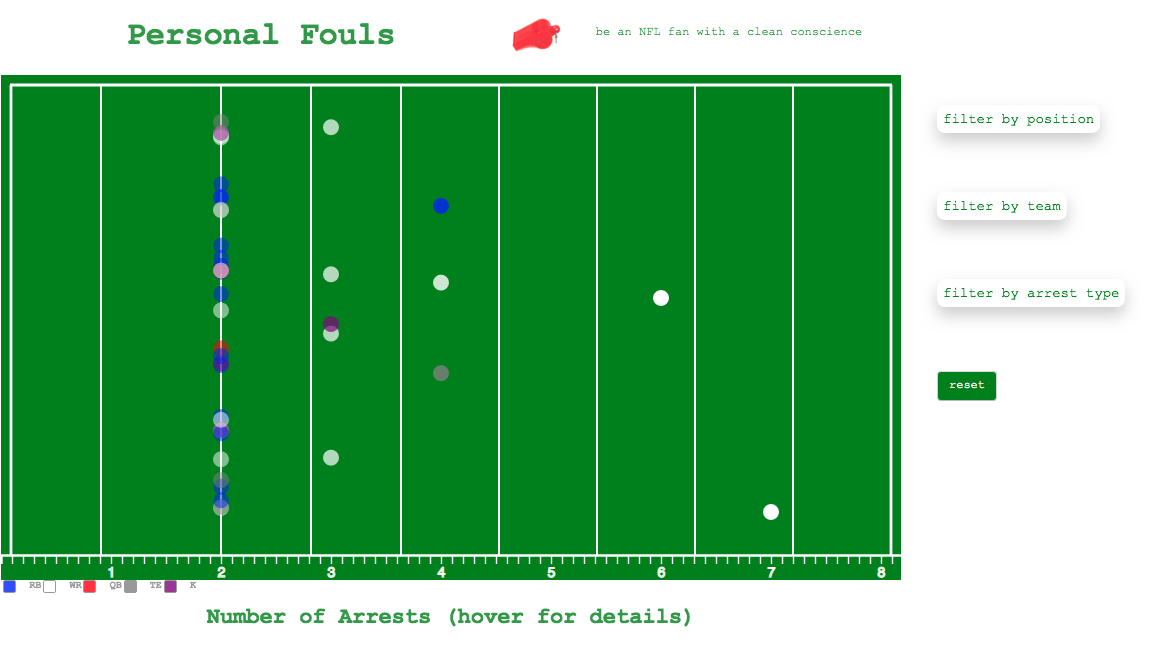 Personal Fouls
be an NFL fan with a clean conscience
filter by position
filter by team
filter by arrest type
reset
1 2 3 4 5 6 7 8
RB WR QB TE K
Number of Arrests (hover for details)